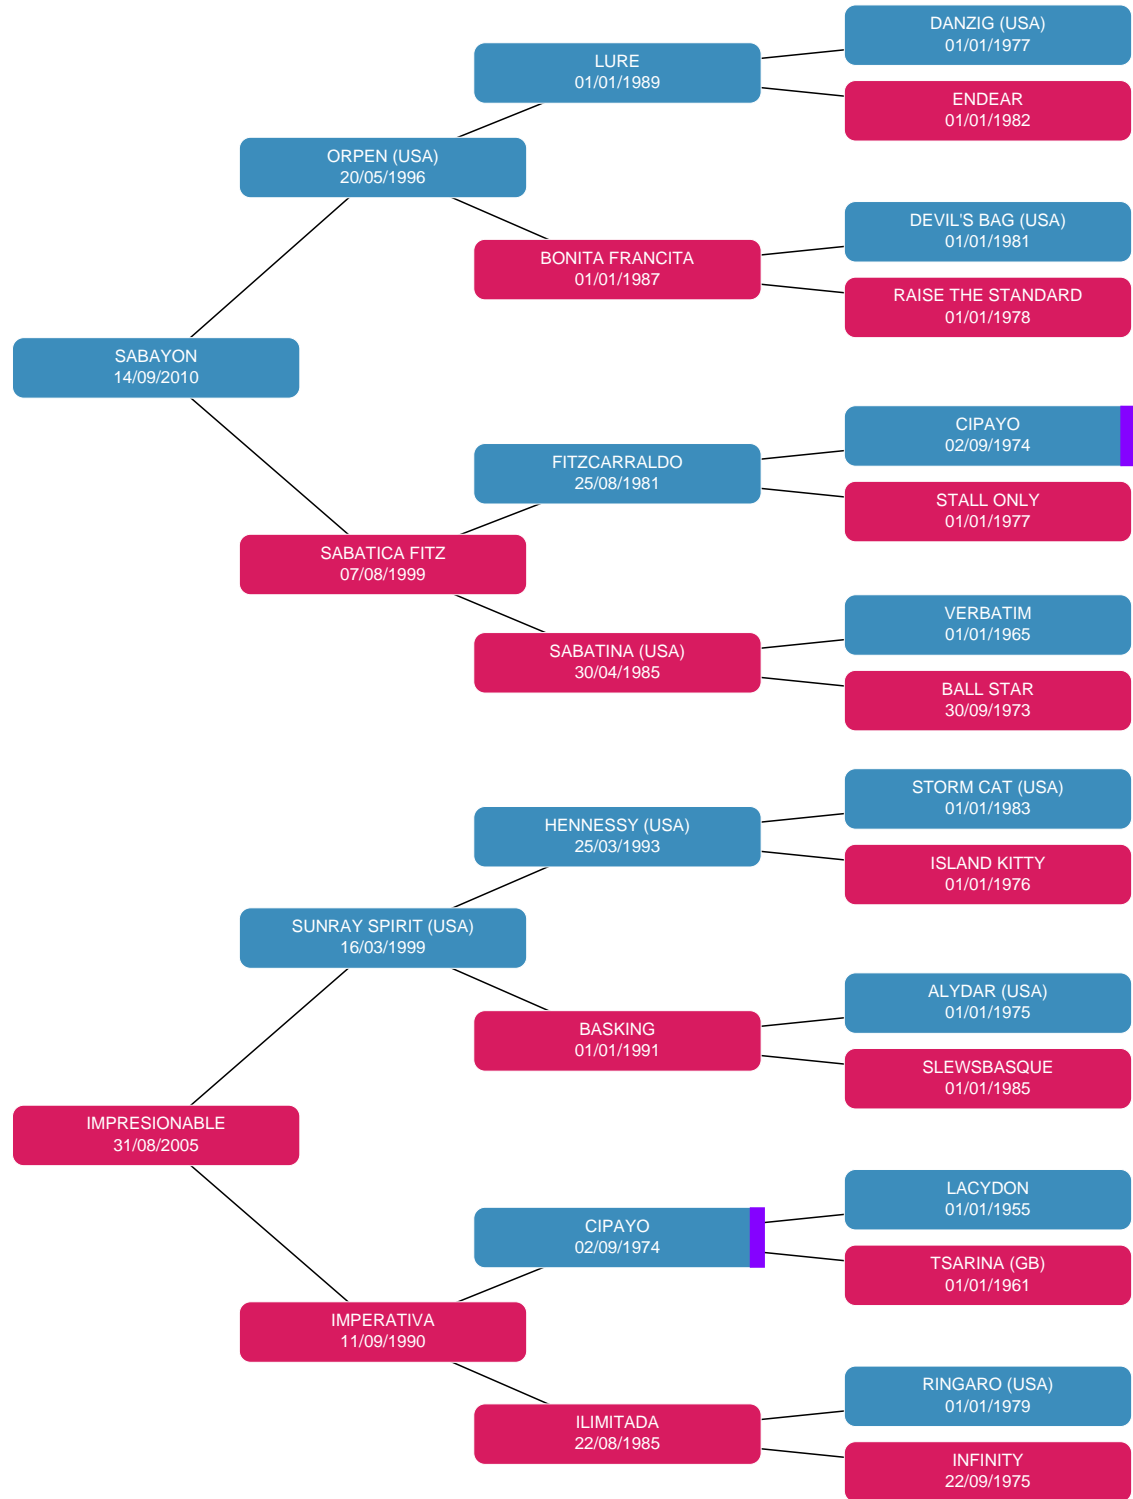 DANZIG (USA)
01/01/1977
LURE
01/01/1989
ENDEAR
01/01/1982
ORPEN (USA)
20/05/1996
DEVIL'S BAG (USA)
01/01/1981
BONITA FRANCITA
01/01/1987
RAISE THE STANDARD
01/01/1978
SABAYON
14/09/2010
CIPAYO
02/09/1974
FITZCARRALDO
25/08/1981
STALL ONLY
01/01/1977
SABATICA FITZ
07/08/1999
VERBATIM
01/01/1965
SABATINA (USA)
30/04/1985
BALL STAR
30/09/1973
STORM CAT (USA)
01/01/1983
HENNESSY (USA)
25/03/1993
ISLAND KITTY
01/01/1976
SUNRAY SPIRIT (USA)
16/03/1999
ALYDAR (USA)
01/01/1975
BASKING
01/01/1991
SLEWSBASQUE
01/01/1985
IMPRESIONABLE
31/08/2005
LACYDON
01/01/1955
CIPAYO
02/09/1974
TSARINA (GB)
01/01/1961
IMPERATIVA
11/09/1990
RINGARO (USA)
01/01/1979
ILIMITADA
22/08/1985
INFINITY
22/09/1975